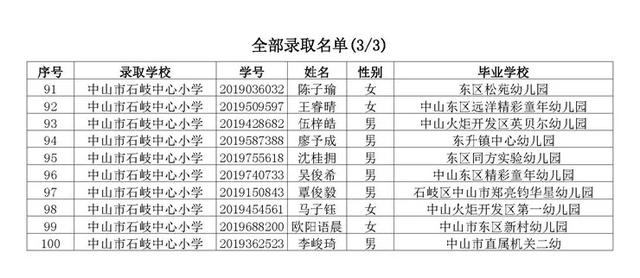 全部录取名单(3/3)
序号 录取学校 学号 姓名 性别 毕业学校
91 中山市石岐中心小学 2019036032 陈子瑜 女 东区松苑幼儿园
92 中山市石岐中心小学 2019509597 王睿晴 女 中山东区远洋精彩童年幼儿园
93 中山市石岐中心小学 2019428682 伍梓皓 男 中山火炬开发区英贝尔幼儿园
94 中山市石岐中心小学 2019587388 廖予成 男 东升镇中心幼儿园
95 中山市石岐中心小学 2019755618 沈桂拥 男 东区同方实验幼儿园
96 中山市石岐中心小学 2019740733 吴俊希 男 中山东区精彩童年幼儿园
97 中山市石岐中心小学 2019150843 覃俊毅 男 石岐区中山市郑亮钧华星幼儿园
98 中山市石岐中心小学 2019454561 马子钰 女 中山火炬开发区第一幼儿园
99 中山市石岐中心小学 2019688200 欧阳语晨 女 中山市东区新村幼儿园
100 中山市石岐中心小学 2019362523 李峻琦 男 中山市直属机关二幼